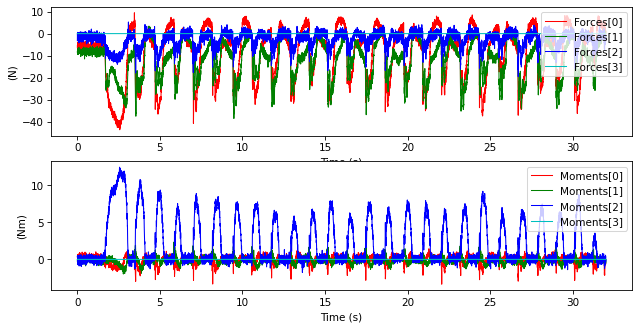 10
0
−10
−20
−30
−40
(N)
Forces[0]
Forces[1]
Forces[2]
Forces[3]
0 5 10 15 20 25 30
Time (s)
10
5
0
(Nm)
Moments[0]
Moments[1]
Moments[2]
Moments[3]
0 5 10 15 20 25 30
Time (s)